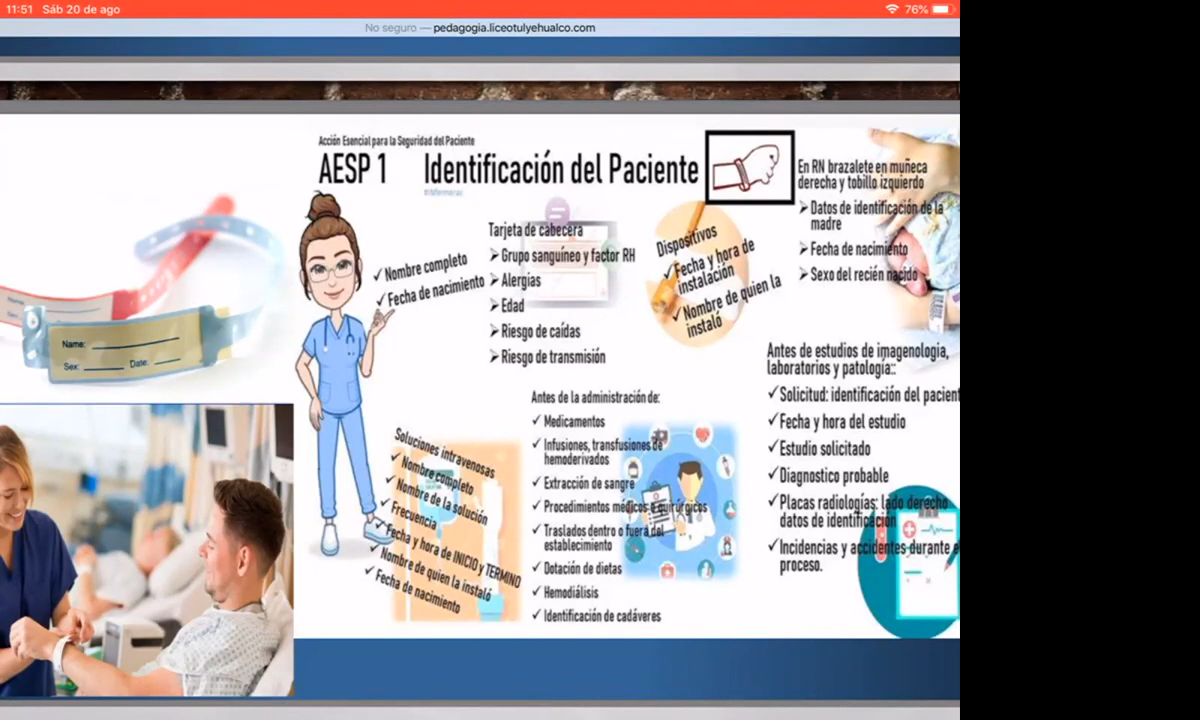 11:51 Sáb 20 de ago
76%
No seguro — pedagogia.liceotulyehualco.com
Acción Esencial para la Seguridad del Paciente
AESP 1 Identificación del Paciente
Nombre completo
Fecha de nacimiento
Tarjeta de cabecera
Grupo sanguíneo y factor RH
Alergias
Edad
Riesgo de caídas
Riesgo de transmisión
Dispositivos
Fecha y hora de
instalación
Nombre de quien la
instaló
En RN brazalete en muñeca
derecha y tobillo izquierdo
Datos de identificación de la
madre
Fecha de nacimiento
Sexo del recién nacido
Name:
Sex: Date:
Soluciones intravenosas
Nombre completo
Nombre de la solución
Frecuencia
Fecha y hora de INICIO y TERMINO
Nombre de quien la instaló
Fecha de nacimiento
Antes de la administración de:
Medicamentos
Infusiones, transfusiones de
hemoderivados
Extracción de sangre
Procedimientos médicos o quirúrgicos
Traslados dentro o fuera del
establecimiento
Dotación de dietas
Hemodiálisis
Identificación de cadáveres
Antes de estudios de imagenología,
laboratorios y patología::
Solicitud: identificación del pacient
Fecha y hora del estudio
Estudio solicitado
Diagnostico probable
Placas radiologías: lado derecho
datos de identificación
Incidencias y accidentes durante e
proceso.